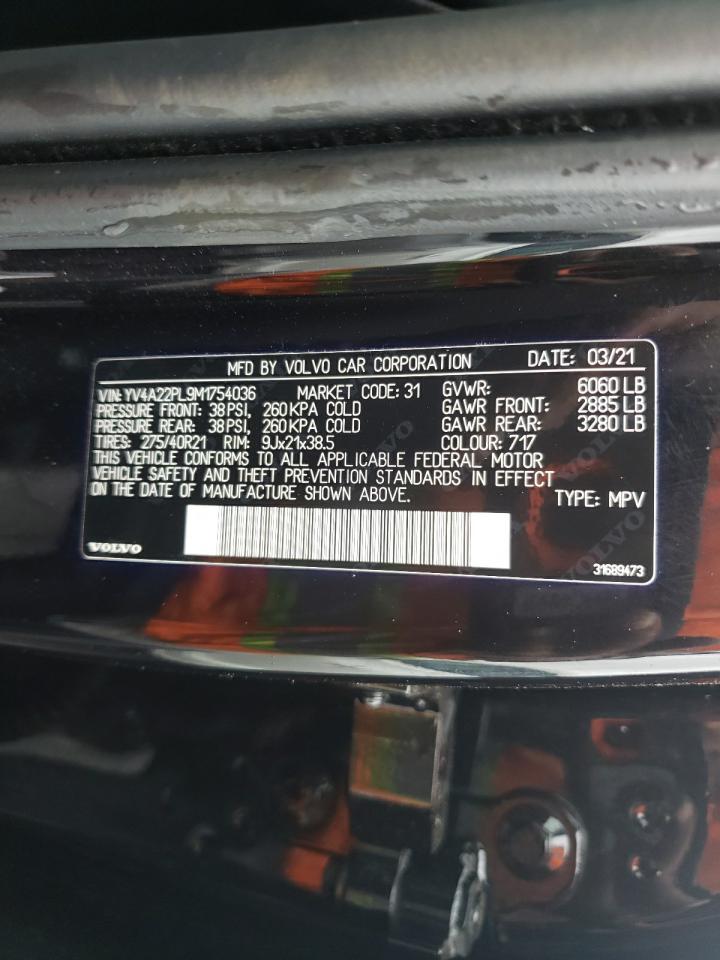 MFD BY VOLVO CAR CORPORATION DATE: 03/21
VIN: YV4A22PL9M1754036 MARKET CODE: 31 GVWR: 6060 LB
PRESSURE FRONT: 38 PSI, 260 KPA COLD GAWR FRONT: 2885 LB
PRESSURE REAR: 38 PSI, 260 KPA COLD GAWR REAR: 3280 LB
TIRES: 275/40R21 RIM: 9Jx21x38.5 COLOUR: 717
THIS VEHICLE CONFORMS TO ALL APPLICABLE FEDERAL MOTOR
VEHICLE SAFETY AND THEFT PREVENTION STANDARDS IN EFFECT
ON THE DATE OF MANUFACTURE SHOWN ABOVE. TYPE: MPV
VOLVO 31689473